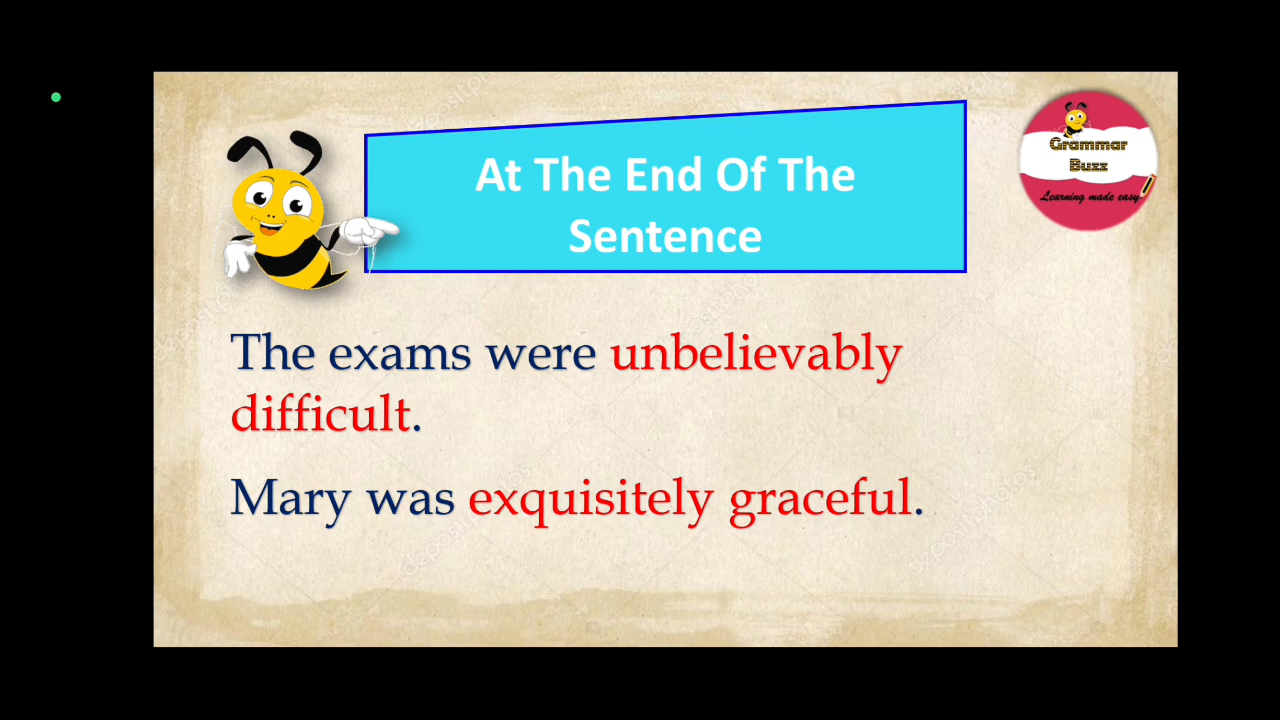 At The End Of The
Sentence
Grammar
Buzz
Learning made easy
The exams were unbelievably
difficult.
Mary was exquisitely graceful.